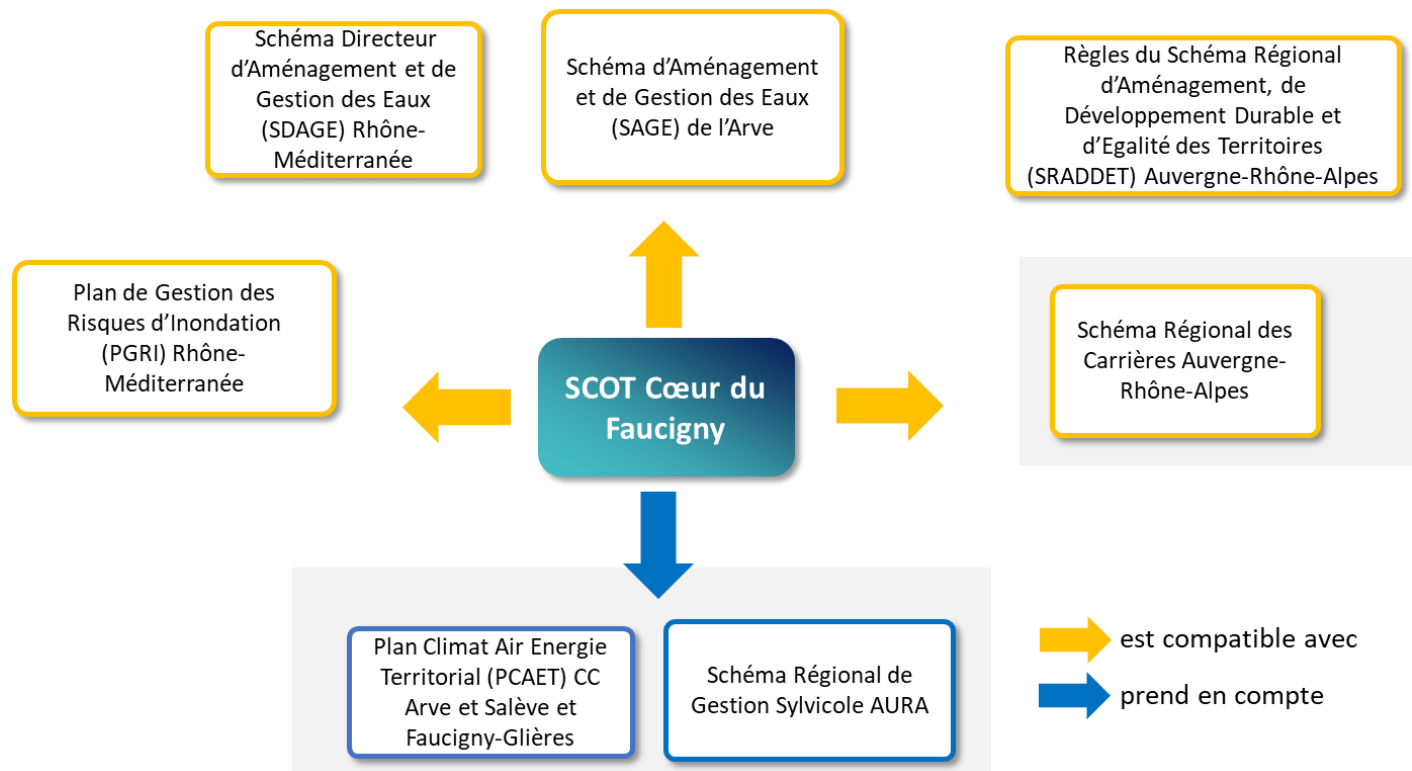 Schéma Directeur
d’Aménagement et de
Gestion des Eaux
(SDAGE) Rhône-
Méditerranée
Schéma d’Aménagement
et de Gestion des Eaux
(SAGE) de l’Arve
Règles du Schéma Régional
d’Aménagement, de
Développement Durable et
d’Egalité des Territoires
(SRADDET) Auvergne-Rhône-Alpes
Plan de Gestion des
Risques d’Inondation
(PGRI) Rhône-
Méditerranée
Schéma Régional des
Carrières Auvergne-
Rhône-Alpes
SCOT Cœur du
Faucigny
Plan Climat Air Energie
Territorial (PCAET) CC
Arve et Salève et
Faucigny-Glières
Schéma Régional de
Gestion Sylvicole AURA
est compatible avec
prend en compte